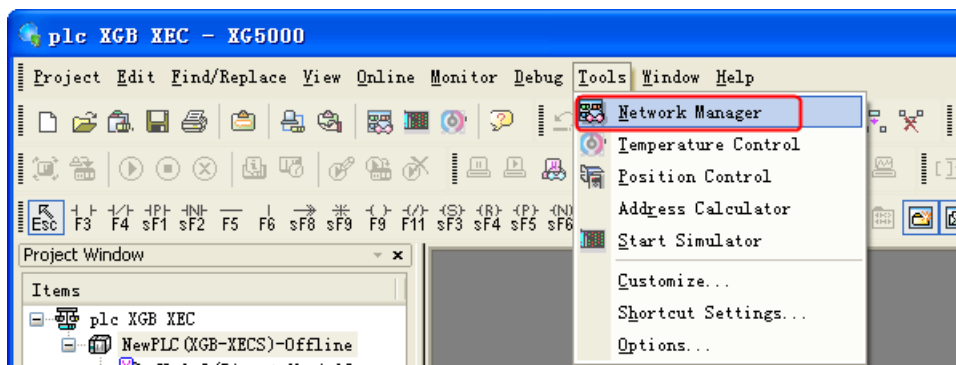 plc XGB XEC - XG5000
Project Edit Find/Replace View Online Monitor Debug Tools Window Help
Network Manager
Temperature Control
Position Control
Address Calculator
Start Simulator
Customize...
Shortcut Settings...
Options...
Esc F3 F4 sF1 sF2 F5 F6 sF8 sF9 F9 F11 sF3 sF4 sF5 sF6
Project Window
Items
plc XGB XEC
NewPLC(XGB-XECS)-Offline